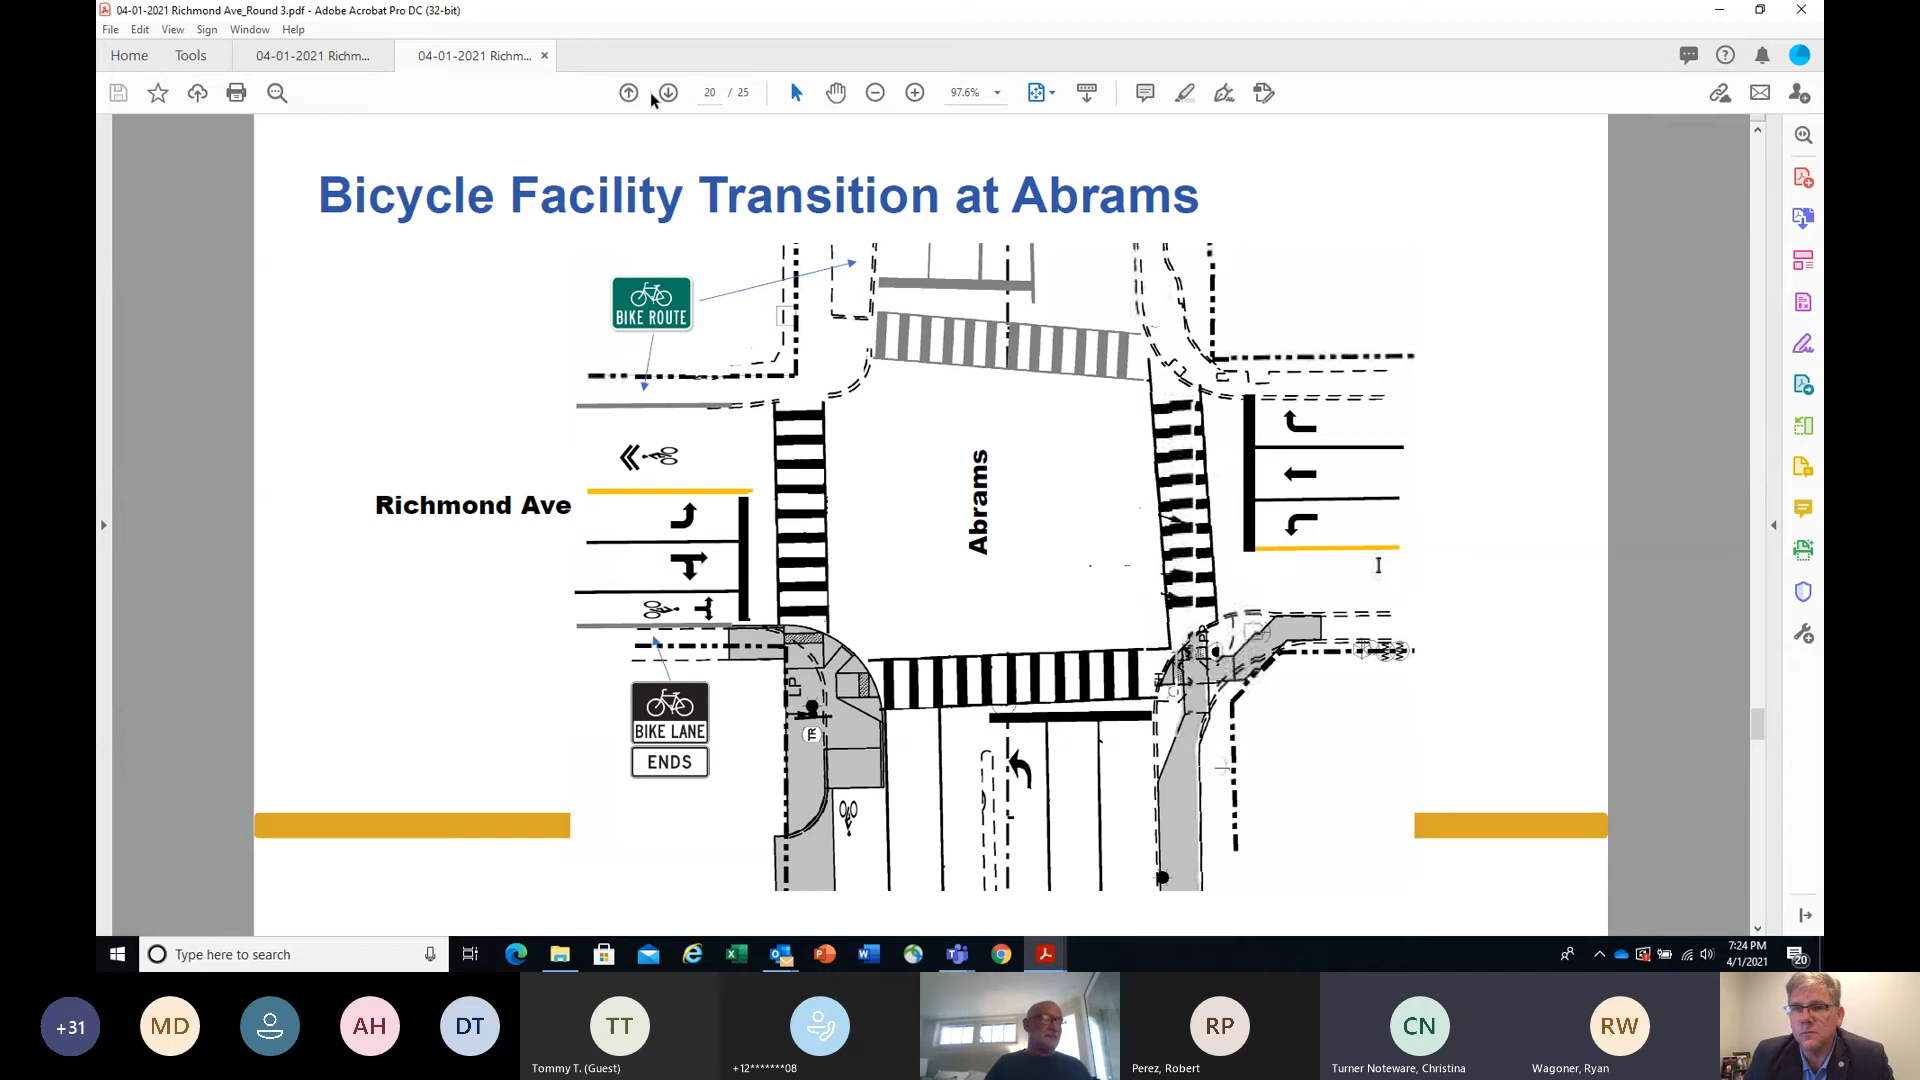 04-01-2021 Richmond Ave_Round 3.pdf - Adobe Acrobat Pro DC (32-bit)
File Edit View Sign Window Help
Home Tools 04-01-2021 Richm... 04-01-2021 Richm... ×
20 / 25 97.6%
Bicycle Facility Transition at Abrams
BIKE ROUTE
Richmond Ave
Abrams
BIKE LANE
ENDS
LP
TR
Type here to search
7:24 PM
4/1/2021
20
+31
MD
AH
DT
TT
RP
CN
RW
Tommy T. (Guest)
+12*******08
Perez, Robert
Turner Noteware, Christina
Wagoner, Ryan